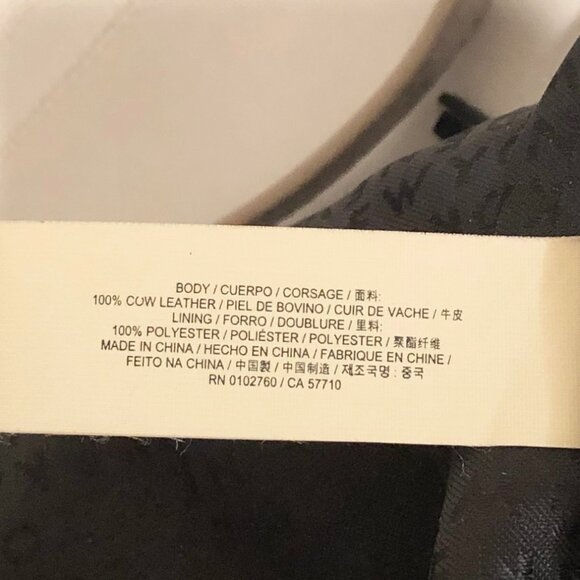 BODY / CUERPO / CORSAGE / 面料:
100% COW LEATHER / PIEL DE BOVINO / CUIR DE VACHE / 牛皮
LINING / FORRO / DOUBLURE / 里料:
100% POLYESTER / POLIÉSTER / POLYESTER / 聚酯纤维
MADE IN CHINA / HECHO EN CHINA / FABRIQUE EN CHINE /
FEITO NA CHINA / 中国製 / 中国制造 / 제조국명 : 중국
RN 0102760 / CA 57710